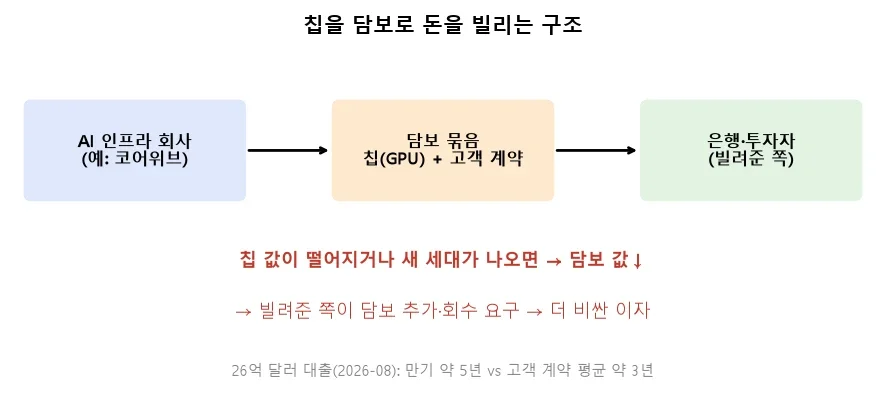 칩을 담보로 돈을 빌리는 구조
AI 인프라 회사
(예: 코어위브)
담보 묶음
칩(GPU) + 고객 계약
은행·투자자
(빌려준 쪽)
칩 값이 떨어지거나 새 세대가 나오면 → 담보 값↓
→ 빌려준 쪽이 담보 추가·회수 요구 → 더 비싼 이자
26억 달러 대출(2026-08): 만기 약 5년 vs 고객 계약 평균 약 3년